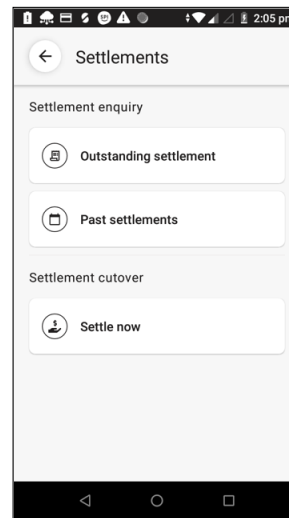 2:05 pm
Settlements
Settlement enquiry
Outstanding settlement
Past settlements
Settlement cutover
Settle now